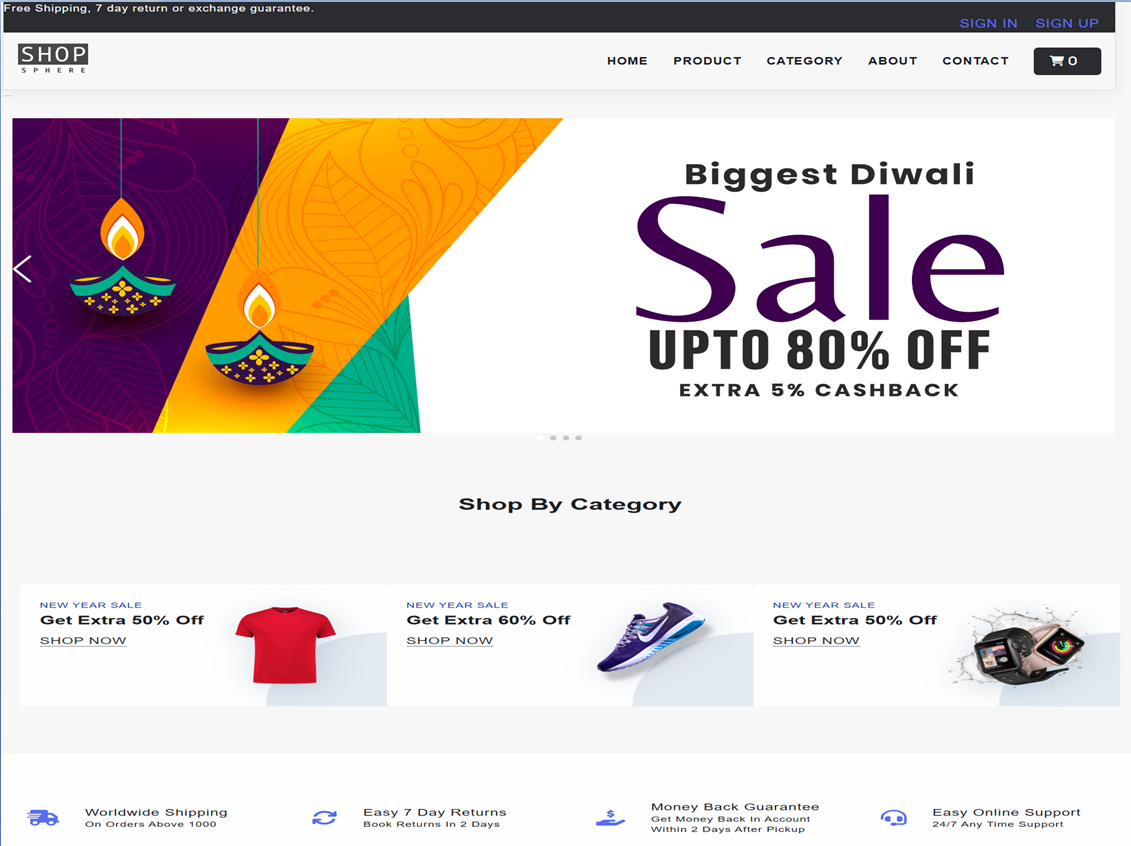 Free Shipping, 7 day return or exchange guarantee.
SIGN IN SIGN UP
SHOP
SPHERE
HOME PRODUCT CATEGORY ABOUT CONTACT 0
Biggest Diwali
Sale
UPTO 80% OFF
EXTRA 5% CASHBACK
Shop By Category
NEW YEAR SALE
Get Extra 50% Off
SHOP NOW
NEW YEAR SALE
Get Extra 60% Off
SHOP NOW
NEW YEAR SALE
Get Extra 50% Off
SHOP NOW
Worldwide Shipping
On Orders Above 1000
Easy 7 Day Returns
Book Returns In 2 Days
Money Back Guarantee
Get Money Back In Account
Within 2 Days After Pickup
Easy Online Support
24/7 Any Time Support